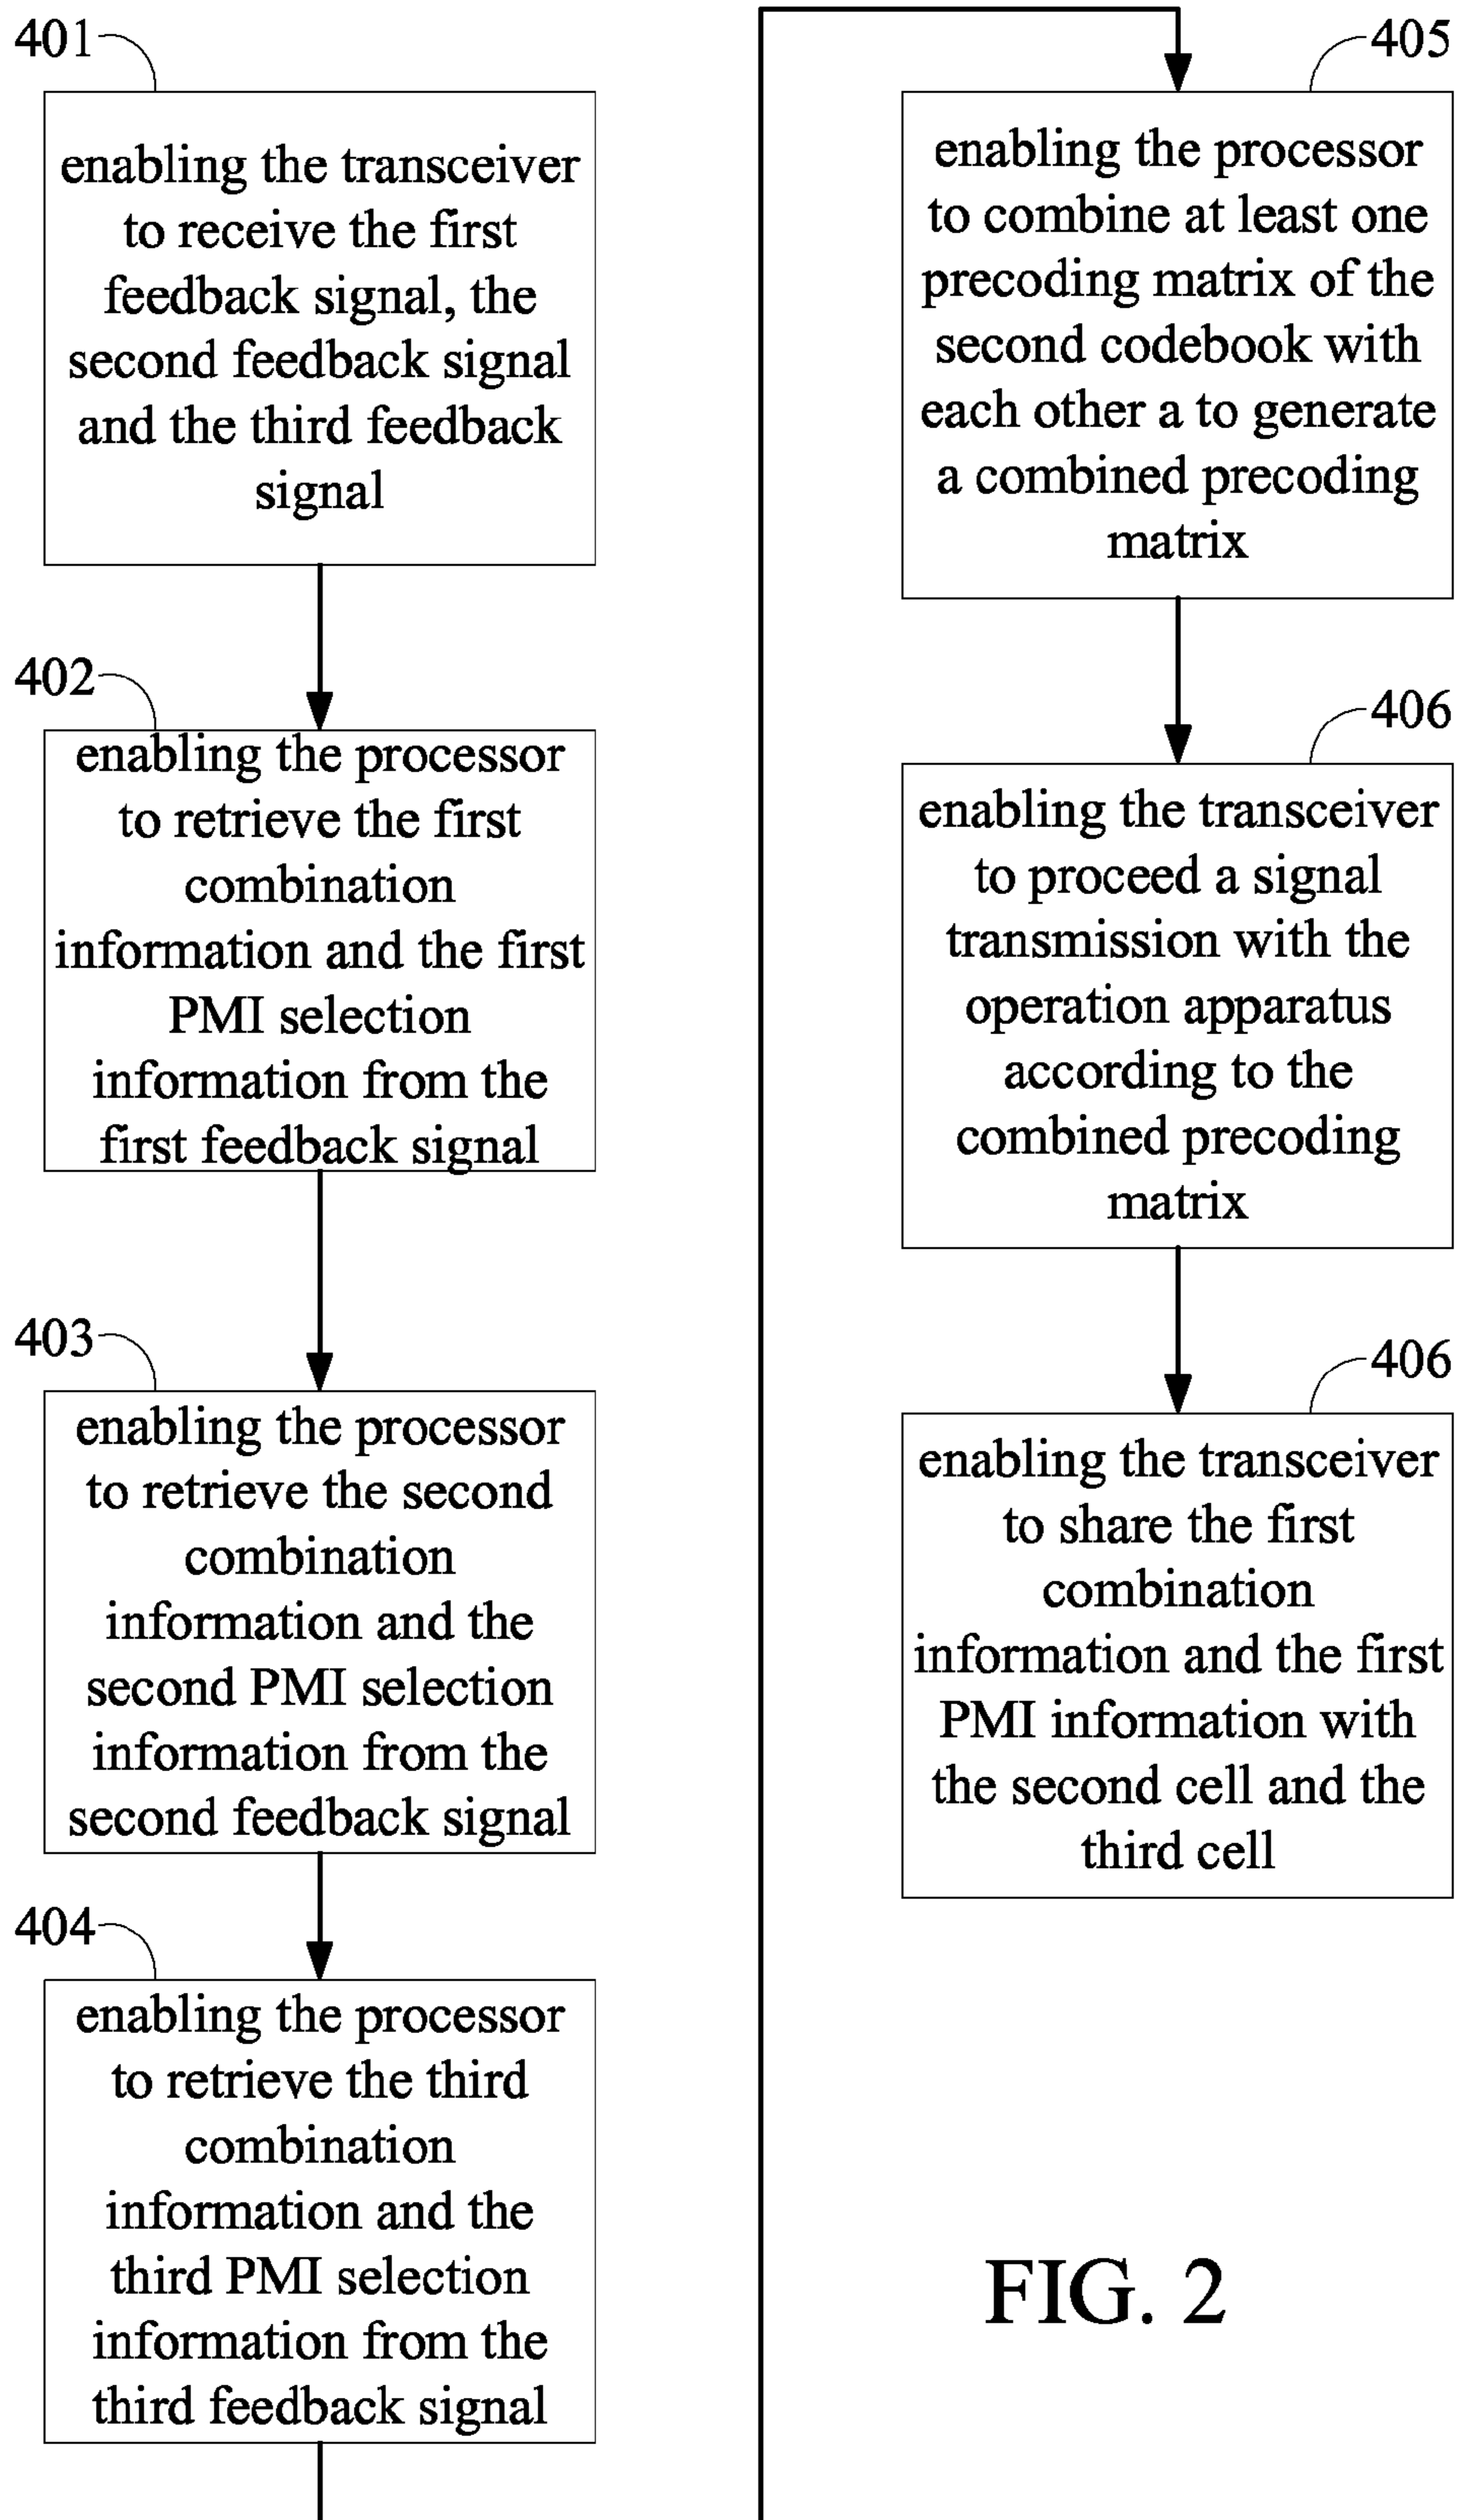 401
enabling the transceiver
to receive the first
feedback signal, the
second feedback signal
and the third feedback
signal
402
enabling the processor
to retrieve the first
combination
information and the first
PMI selection
information from the
first feedback signal
403
enabling the processor
to retrieve the second
combination
information and the
second PMI selection
information from the
second feedback signal
404
enabling the processor
to retrieve the third
combination
information and the
third PMI selection
information from the
third feedback signal
405
enabling the processor
to combine at least one
precoding matrix of the
second codebook with
each other a to generate
a combined precoding
matrix
406
enabling the transceiver
to proceed a signal
transmission with the
operation apparatus
according to the
combined precoding
matrix
406
enabling the transceiver
to share the first
combination
information and the first
PMI information with
the second cell and the
third cell
FIG. 2